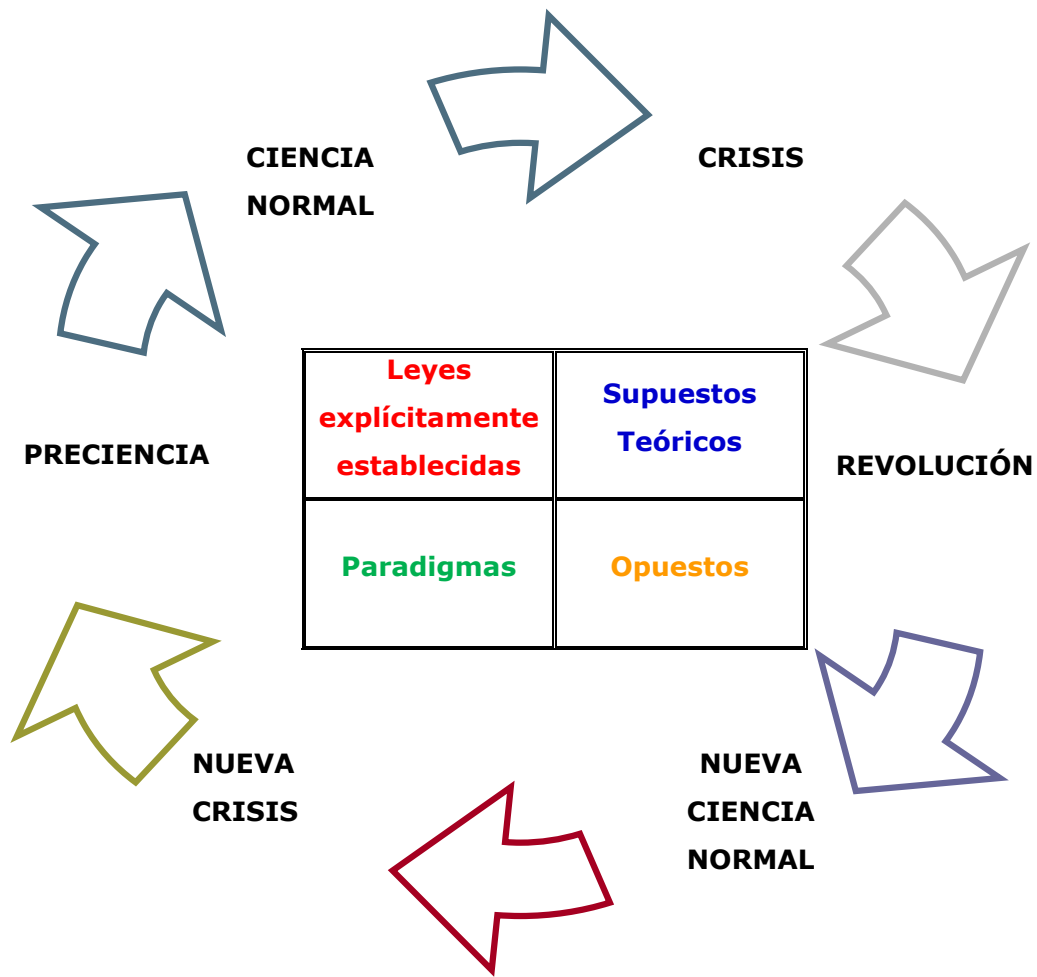 CIENCIA
NORMAL
CRISIS
Leyes
explícitamente
establecidas
Supuestos
Teóricos
PRECIENCIA
REVOLUCIÓN
Paradigmas
Opuestos
NUEVA
CRISIS
NUEVA
CIENCIA
NORMAL